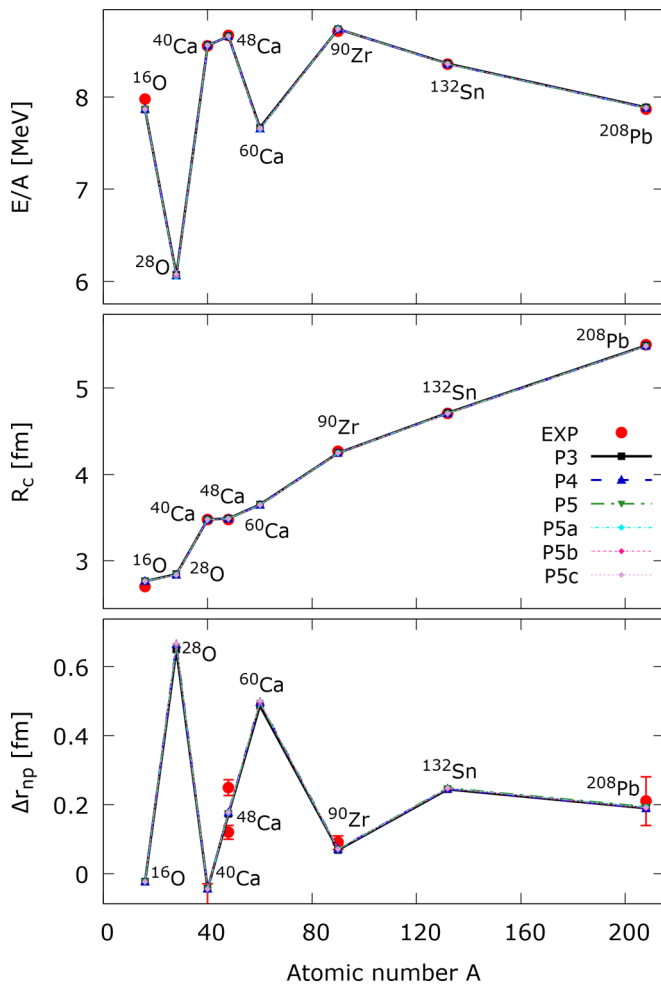 E/A [MeV]
8
7
6
¹⁶O
²⁸O
⁴⁰Ca
⁴⁸Ca
⁶⁰Ca
⁹⁰Zr
¹³²Sn
²⁰⁸Pb
R_c [fm]
5
4
3
¹⁶O
²⁸O
⁴⁰Ca
⁴⁸Ca
⁶⁰Ca
⁹⁰Zr
¹³²Sn
²⁰⁸Pb
EXP
P3
P4
P5
P5a
P5b
P5c
Δr_np [fm]
0.6
0.4
0.2
0
¹⁶O
²⁸O
⁴⁰Ca
⁴⁸Ca
⁶⁰Ca
⁹⁰Zr
¹³²Sn
²⁰⁸Pb
0 40 80 120 160 200
Atomic number A